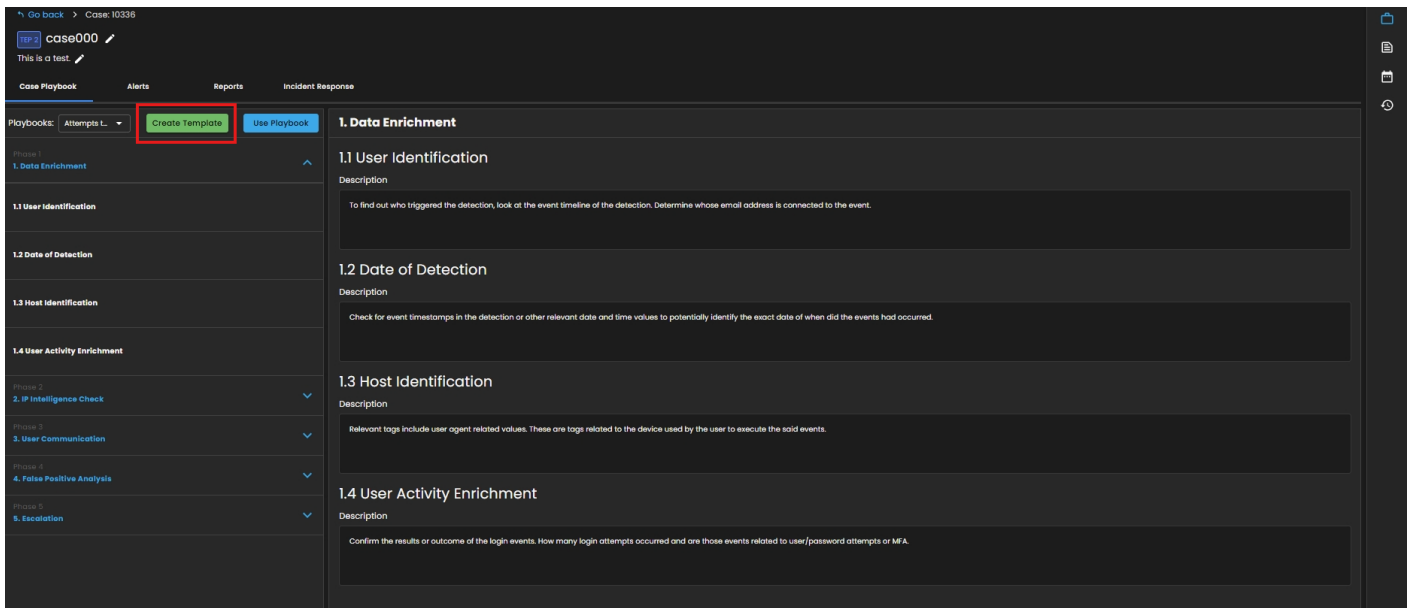 Go back > Case: 10336
TEP 2 case000
This is a test.
Case Playbook Alerts Reports Incident Response
Playbooks: Attempts t... Create Template Use Playbook
Phase 1
1. Data Enrichment
1.1 User Identification
1.2 Date of Detection
1.3 Host Identification
1.4 User Activity Enrichment
Phase 2
2. IP Intelligence Check
Phase 3
3. User Communication
Phase 4
4. False Positive Analysis
Phase 5
5. Escalation
1. Data Enrichment
1.1 User Identification
Description
To find out who triggered the detection, look at the event timeline of the detection. Determine whose email address is connected to the event.
1.2 Date of Detection
Description
Check for event timestamps in the detection or other relevant date and time values to potentially identify the exact date of when did the events had occurred.
1.3 Host Identification
Description
Relevant tags include user agent related values. These are tags related to the device used by the user to execute the said events.
1.4 User Activity Enrichment
Description
Confirm the results or outcome of the login events. How many login attempts occurred and are those events related to user/password attempts or MFA.